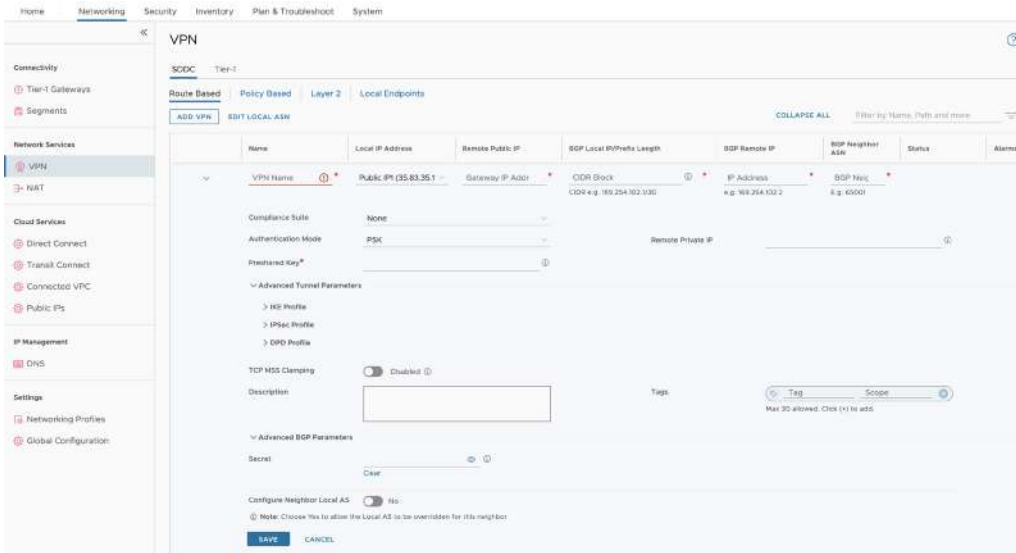 Home Networking Security Inventory Plan & Troubleshoot System
«
VPN
Connectivity
Tier-1 Gateways
Segments
Network Services
VPN
NAT
Cloud Services
Direct Connect
Transit Connect
Connected VPC
Public IPs
IP Management
DNS
Settings
Networking Profiles
Global Configuration
SDDC Tier-1
Route Based Policy Based Layer 2 Local Endpoints
ADD VPN EDIT LOCAL ASN COLLAPSE ALL Filter by Name, Path and more
Name Local IP Address Remote Public IP BGP Local IP/Prefix Length BGP Remote IP BGP Neighbor ASN Status Alarms
VPN Name * Public IP1 (35.83.35.1 Gateway IP Addr * CIDR Block * IP Address * BGP Neig *
CIDR e.g. 169.254.102.1/30 e.g. 169.254.102.2 E.g. 65001
Compliance Suite None
Authentication Mode PSK Remote Private IP
Preshared Key*
Advanced Tunnel Parameters
IKE Profile
IPSec Profile
DPD Profile
TCP MSS Clamping Disabled
Description Tags Tag Scope
Max 30 allowed. Click (+) to add.
Advanced BGP Parameters
Secret
Clear
Configure Neighbor Local AS No
Note: Choose Yes to allow the Local AS to be overridden for this neighbor
SAVE CANCEL